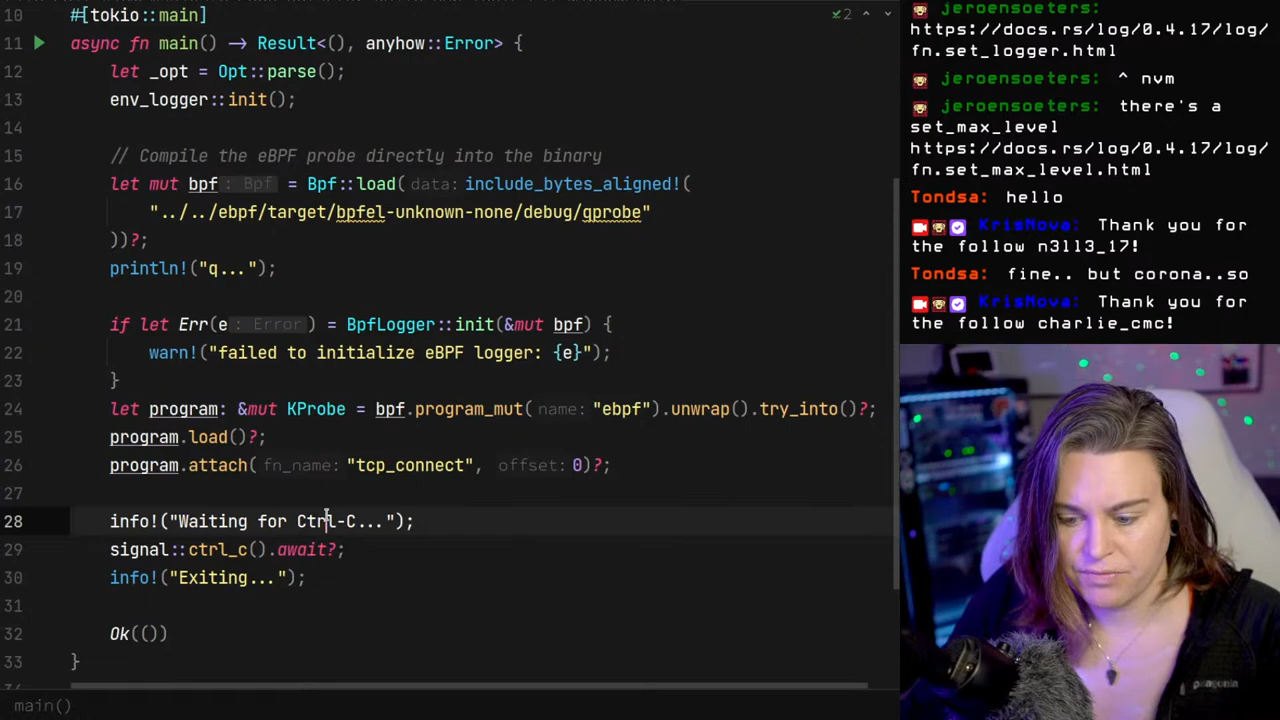 10 #[tokio::main]
11 async fn main() → Result<(), anyhow::Error> {
12 let _opt = Opt::parse();
13 env_logger::init();
14
15 // Compile the eBPF probe directly into the binary
16 let mut bpf : Bpf = Bpf::load( data: include_bytes_aligned!(
17 "../../ebpf/target/bpfel-unknown-none/debug/qprobe"
18 ))?;
19 println!("q...");
20
21 if let Err(e : Error ) = BpfLogger::init(&mut bpf) {
22 warn!("failed to initialize eBPF logger: {e}");
23 }
24 let program: &mut KProbe = bpf.program_mut( name: "ebpf").unwrap().try_into()?;
25 program.load()?;
26 program.attach( fn_name: "tcp_connect", offset: 0)?;
27
28 info!("Waiting for Ctrl-C...");
29 signal::ctrl_c().await?;
30 info!("Exiting...");
31
32 Ok(())
33 }
main()
2
jeroensoeters:
https://docs.rs/log/0.4.17/log/
fn.set_logger.html
jeroensoeters: ^ nvm
jeroensoeters: there's a
set_max_level
https://docs.rs/log/0.4.17/log/
fn.set_max_level.html
Tondsa: hello
KrisNova: Thank you for
the follow n3ll3_17!
Tondsa: fine.. but corona..so
KrisNova: Thank you for
the follow charlie_cmc!
patagonia